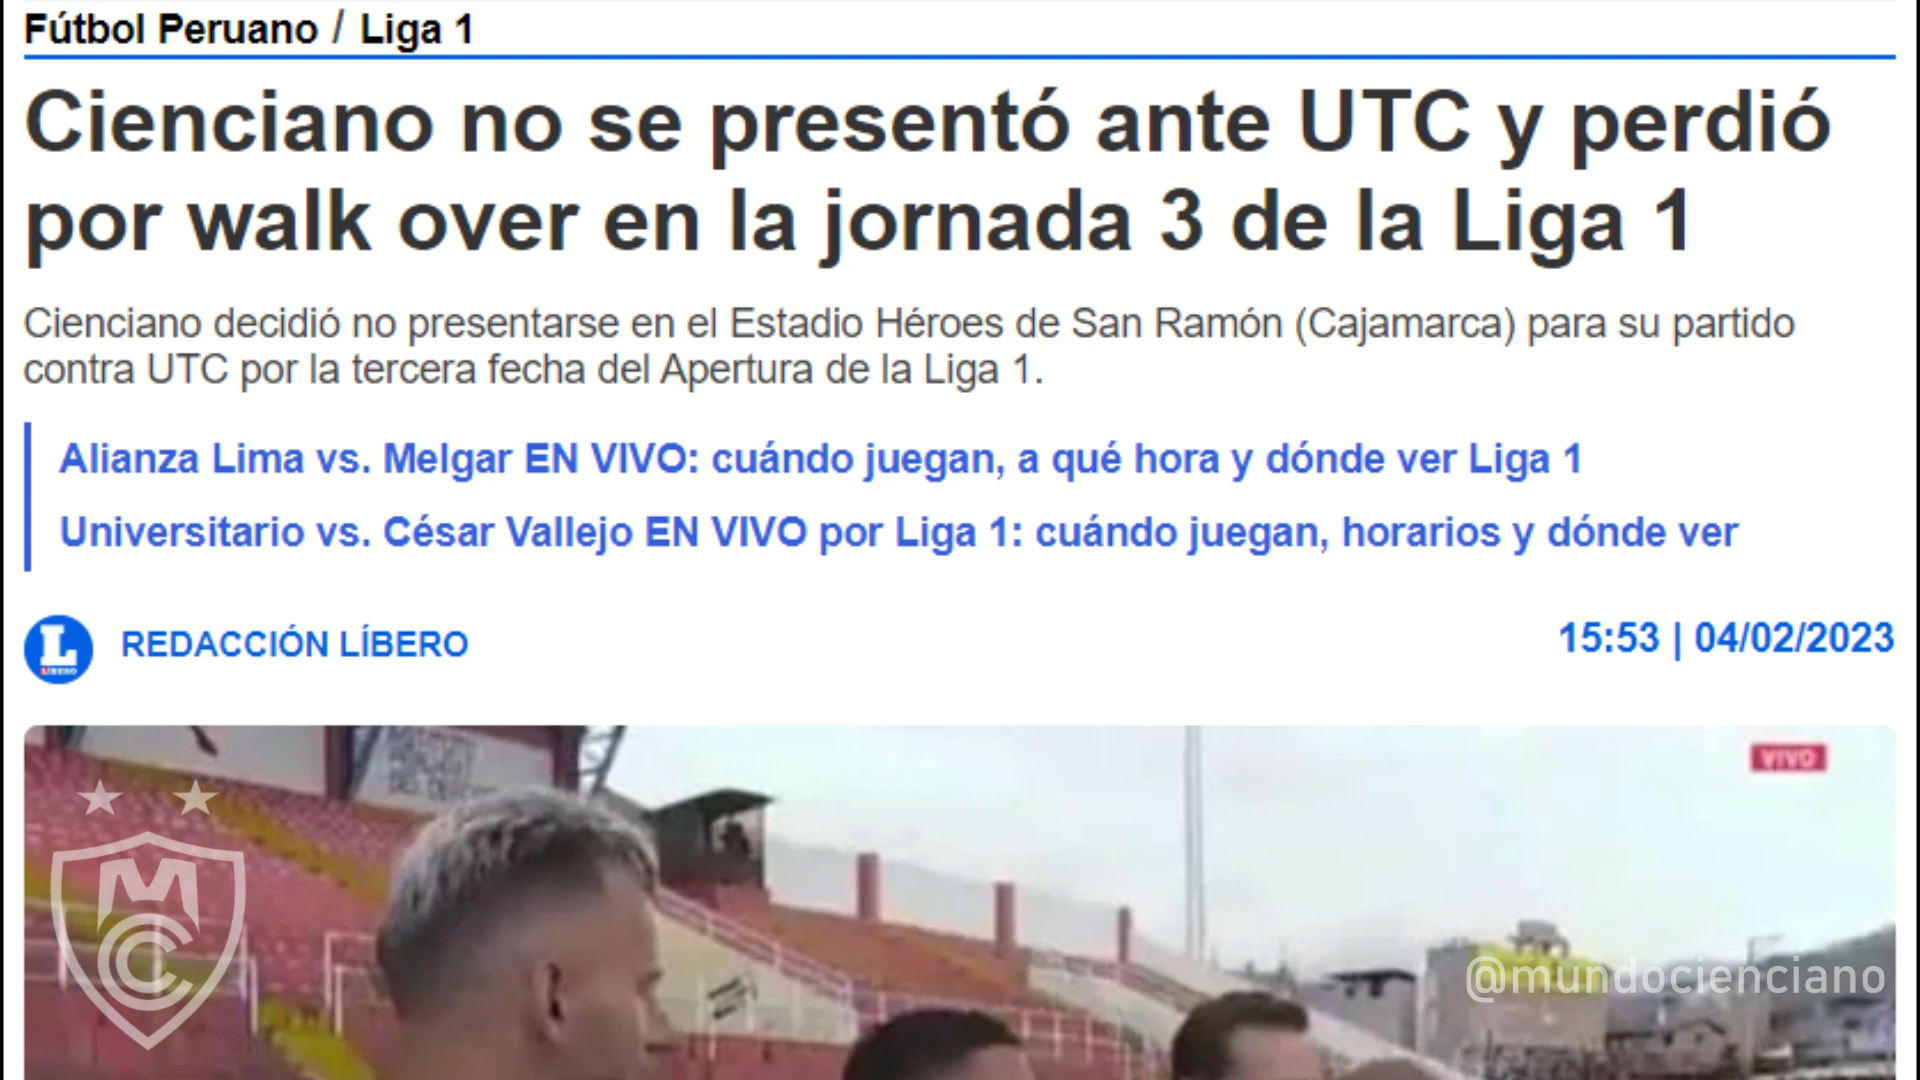 Fútbol Peruano / Liga 1
Cienciano no se presentó ante UTC y perdió
por walk over en la jornada 3 de la Liga 1
Cienciano decidió no presentarse en el Estadio Héroes de San Ramón (Cajamarca) para su partido
contra UTC por la tercera fecha del Apertura de la Liga 1.
Alianza Lima vs. Melgar EN VIVO: cuándo juegan, a qué hora y dónde ver Liga 1
Universitario vs. César Vallejo EN VIVO por Liga 1: cuándo juegan, horarios y dónde ver
L
LIBERO
REDACCIÓN LÍBERO
15:53 | 04/02/2023
VIVO
@mundocienciano